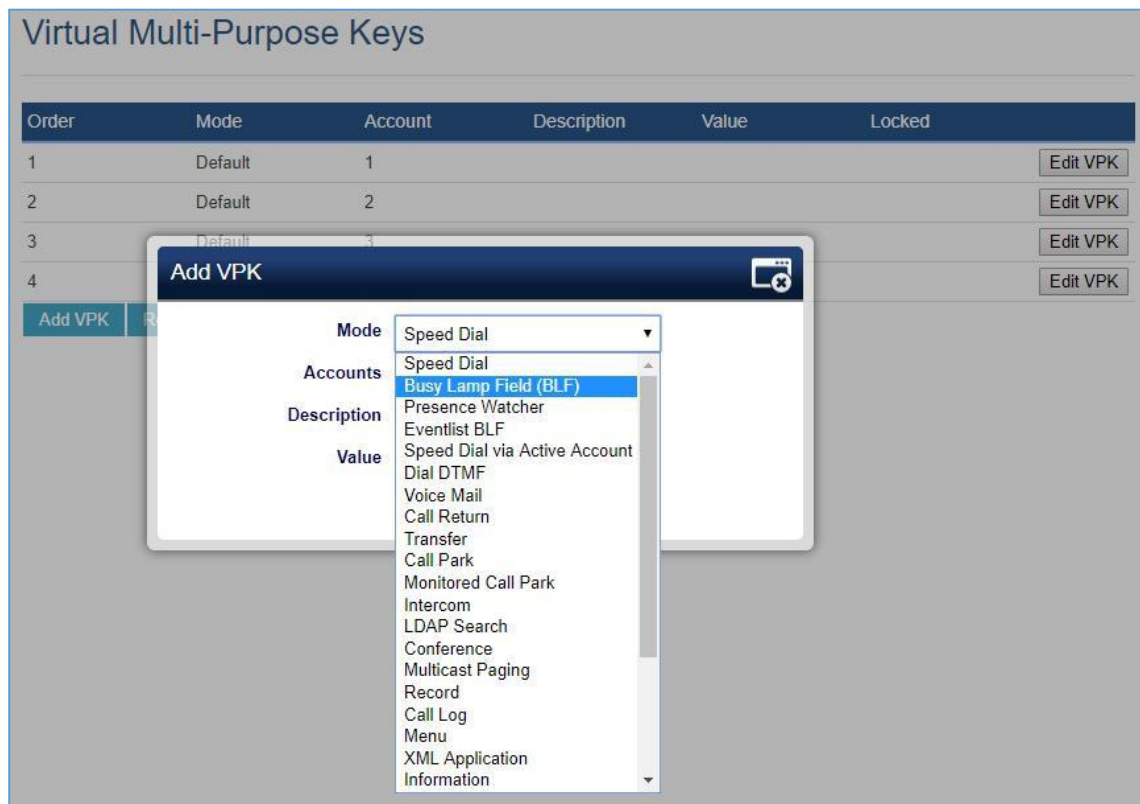 Virtual Multi-Purpose Keys
Order Mode Account Description Value Locked
1 Default 1 Edit VPK
2 Default 2 Edit VPK
3 Default 3 Edit VPK
4 Edit VPK
Add VPK
Add VPK
Mode Speed Dial
Accounts
Description
Value
Speed Dial
Busy Lamp Field (BLF)
Presence Watcher
Eventlist BLF
Speed Dial via Active Account
Dial DTMF
Voice Mail
Call Return
Transfer
Call Park
Monitored Call Park
Intercom
LDAP Search
Conference
Multicast Paging
Record
Call Log
Menu
XML Application
Information